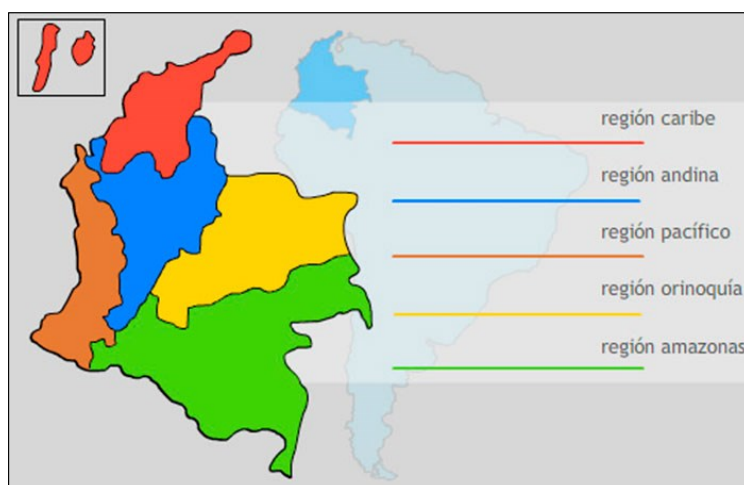 región caribe
región andina
región pacífico
región orinoquía
región amazonas